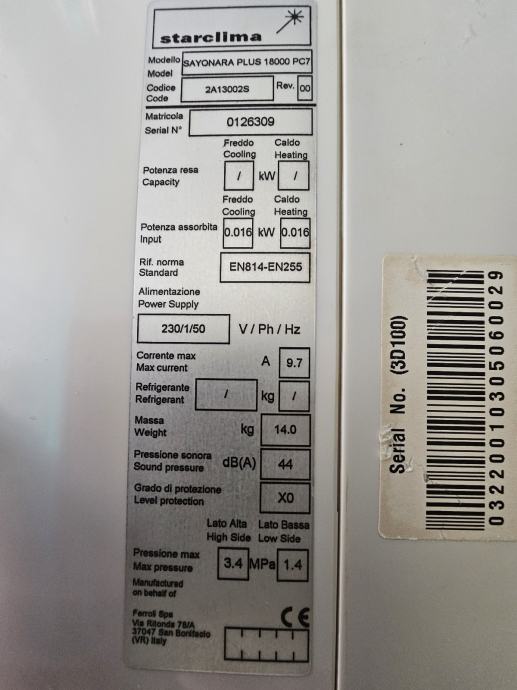 starclima
Modello
Model
SAYONARA PLUS 18000 PC7
Codice
Code
2A13002S
Rev.
00
Matricola
Serial N°
0126309
Freddo Caldo
Cooling Heating
Potenza resa
Capacity
/ kW /
Freddo Caldo
Cooling Heating
Potenza assorbita
Input
0.016 kW 0.016
Rif. norma
Standard
EN814-EN255
Alimentazione
Power Supply
230/1/50 V / Ph / Hz
Corrente max
Max current
A 9.7
Refrigerante
Refrigerant
/ kg /
Massa
Weight
kg 14.0
Pressione sonora
Sound pressure
dB(A) 44
Grado di protezione
Level protection
X0
Lato Alta Lato Bassa
High Side Low Side
Pressione max
Max pressure
3.4 MPa 1.4
Manufactured
on behalf of
Ferroli Spa
Via Ritonda 78/A
37047 San Bonifacio
(VR) Italy
CE
Serial No. (3D100)
03220010305060029